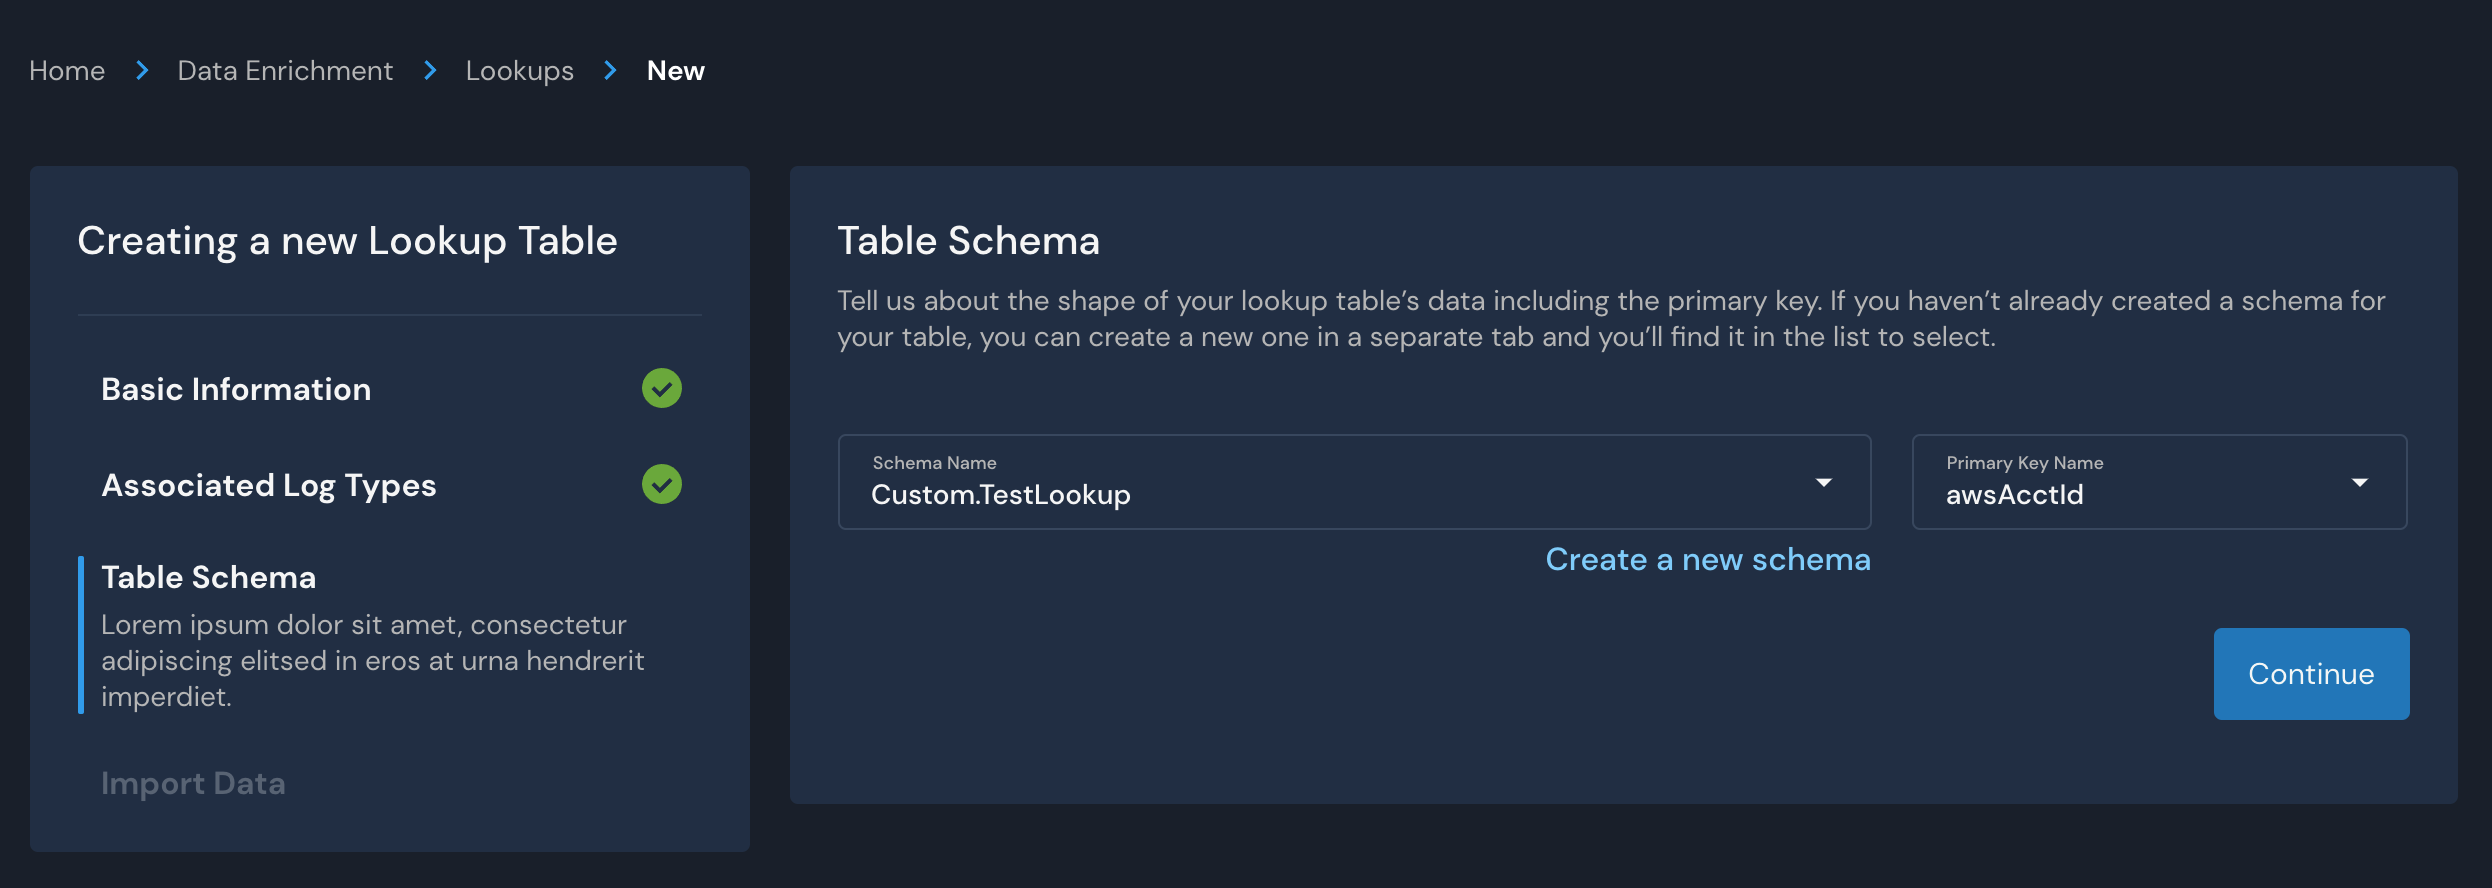 Home > Data Enrichment > Lookups > New
Creating a new Lookup Table
Basic Information
Associated Log Types
Table Schema
Lorem ipsum dolor sit amet, consectetur
adipiscing elitsed in eros at urna hendrerit
imperdiet.
Import Data
Table Schema
Tell us about the shape of your lookup table’s data including the primary key. If you haven’t already created a schema for
your table, you can create a new one in a separate tab and you’ll find it in the list to select.
Schema Name
Custom.TestLookup
Primary Key Name
awsAcctId
Create a new schema
Continue